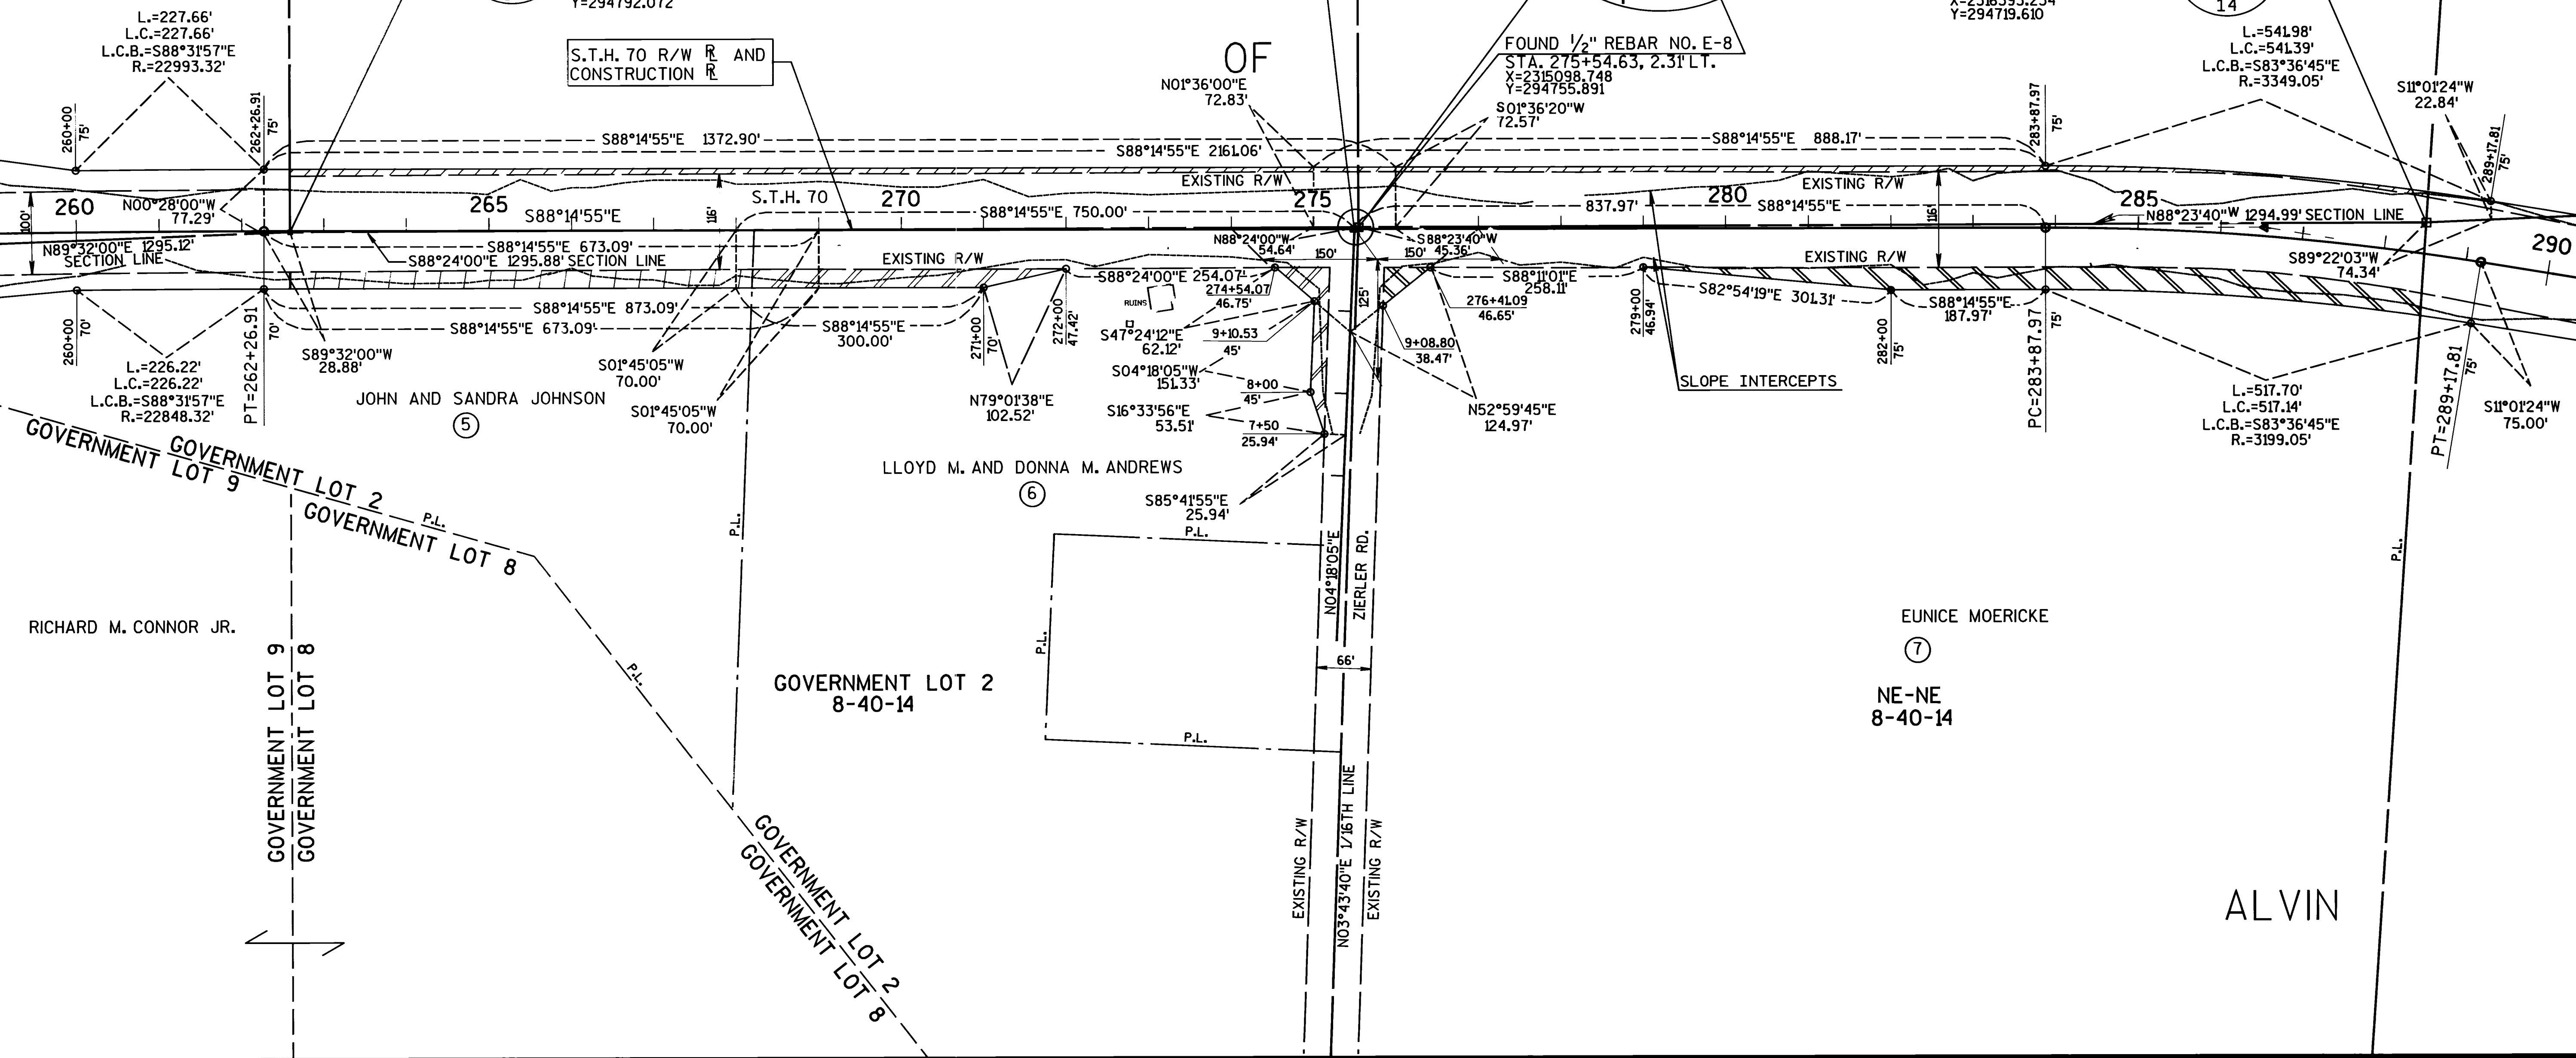 Y=294792.072
X=2316393.234
Y=294719.610
14
L.=227.66'
L.C.=227.66'
L.C.B.=S88°31'57"E
R.=22993.32'
S.T.H. 70 R/W RL AND
CONSTRUCTION RL
OF
FOUND 1/2" REBAR NO. E-8
STA. 275+54.63, 2.31' LT.
X=2315098.748
Y=294755.891
L.=541.98'
L.C.=541.39'
L.C.B.=S83°36'45"E
R.=3349.05'
N01°36'00"E
72.83'
S01°36'20"W
72.57'
S11°01'24"W
22.84'
260+00
75'
262+26.91
75'
283+87.97
75'
289+17.81
75'
S88°14'55"E 1372.90'
S88°14'55"E 2161.06'
S88°14'55"E 888.17'
EXISTING R/W
EXISTING R/W
260
265
270
275
280
285
290
N00°28'00"W
77.29'
100'
S88°14'55"E
116'
S.T.H. 70
S88°14'55"E 750.00'
837.97'
S88°14'55"E
116'
N88°23'40"W 1294.99' SECTION LINE
N89°32'00"E 1295.12'
SECTION LINE
S88°14'55"E 673.09'
S88°24'00"E 1295.88' SECTION LINE
EXISTING R/W
N88°24'00"W
54.64'
S88°23'40"W
45.36'
150'
150'
EXISTING R/W
S89°22'03"W
74.34'
S88°24'00"E 254.07'
274+54.07
46.75'
125'
S88°11'01"E
258.11'
276+41.09
46.65'
S82°54'19"E 301.31'
S88°14'55"E
187.97'
RUINS
S88°14'55"E 873.09'
S88°14'55"E 673.09'
S88°14'55"E
300.00'
260+00
70'
PT=262+26.91
70'
271+00
70'
272+00
47.42'
S47°24'12"E
62.12'
9+10.53
45'
9+08.80
38.47'
279+00
46.94'
282+00
75'
PC=283+87.97
75'
PT=289+17.81
75'
L.=226.22'
L.C.=226.22'
L.C.B.=S88°31'57"E
R.=22848.32'
S89°32'00"W
28.88'
S01°45'05"W
70.00'
S01°45'05"W
70.00'
N79°01'38"E
102.52'
S04°18'05"W
151.33'
8+00
45'
S16°33'56"E
53.51'
7+50
25.94'
N52°59'45"E
124.97'
SLOPE INTERCEPTS
L.=517.70'
L.C.=517.14'
L.C.B.=S83°36'45"E
R.=3199.05'
S11°01'24"W
75.00'
JOHN AND SANDRA JOHNSON
5
GOVERNMENT LOT 2
GOVERNMENT LOT 9
LLOYD M. AND DONNA M. ANDREWS
6
S85°41'55"E
25.94'
P.L.
GOVERNMENT LOT 8
P.L.
P.L.
P.L.
N04°18'05"E
ZIERLER RD.
P.L.
RICHARD M. CONNOR JR.
EUNICE MOERICKE
7
P.L.
P.L.
66'
GOVERNMENT LOT 9
GOVERNMENT LOT 8
GOVERNMENT LOT 2
8-40-14
NE-NE
8-40-14
GOVERNMENT LOT 2
GOVERNMENT LOT 8
EXISTING R/W
N03°43'40"E 1/16TH LINE
EXISTING R/W
ALVIN